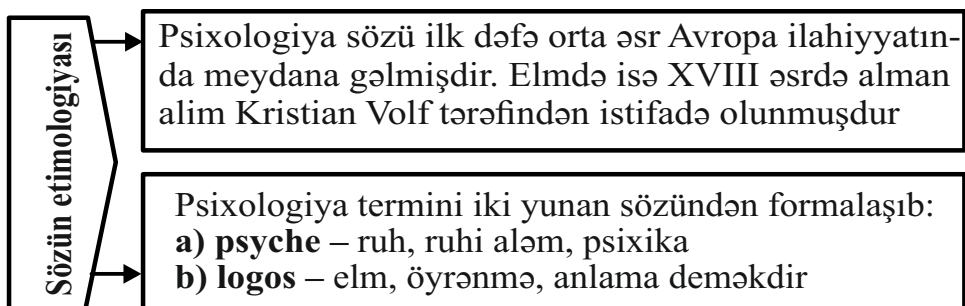 Sözün etimologiyası
Psixologiya sözü ilk dəfə orta əsr Avropa ilahiyyatın-
da meydana gəlmişdir. Elmdə isə XVIII əsrdə alman
alim Kristian Volf tərəfindən istifadə olunmuşdur
Psixologiya termini iki yunan sözündən formalaşıb:
a) psyche – ruh, ruhi aləm, psixika
b) logos – elm, öyrənmə, anlama deməkdir